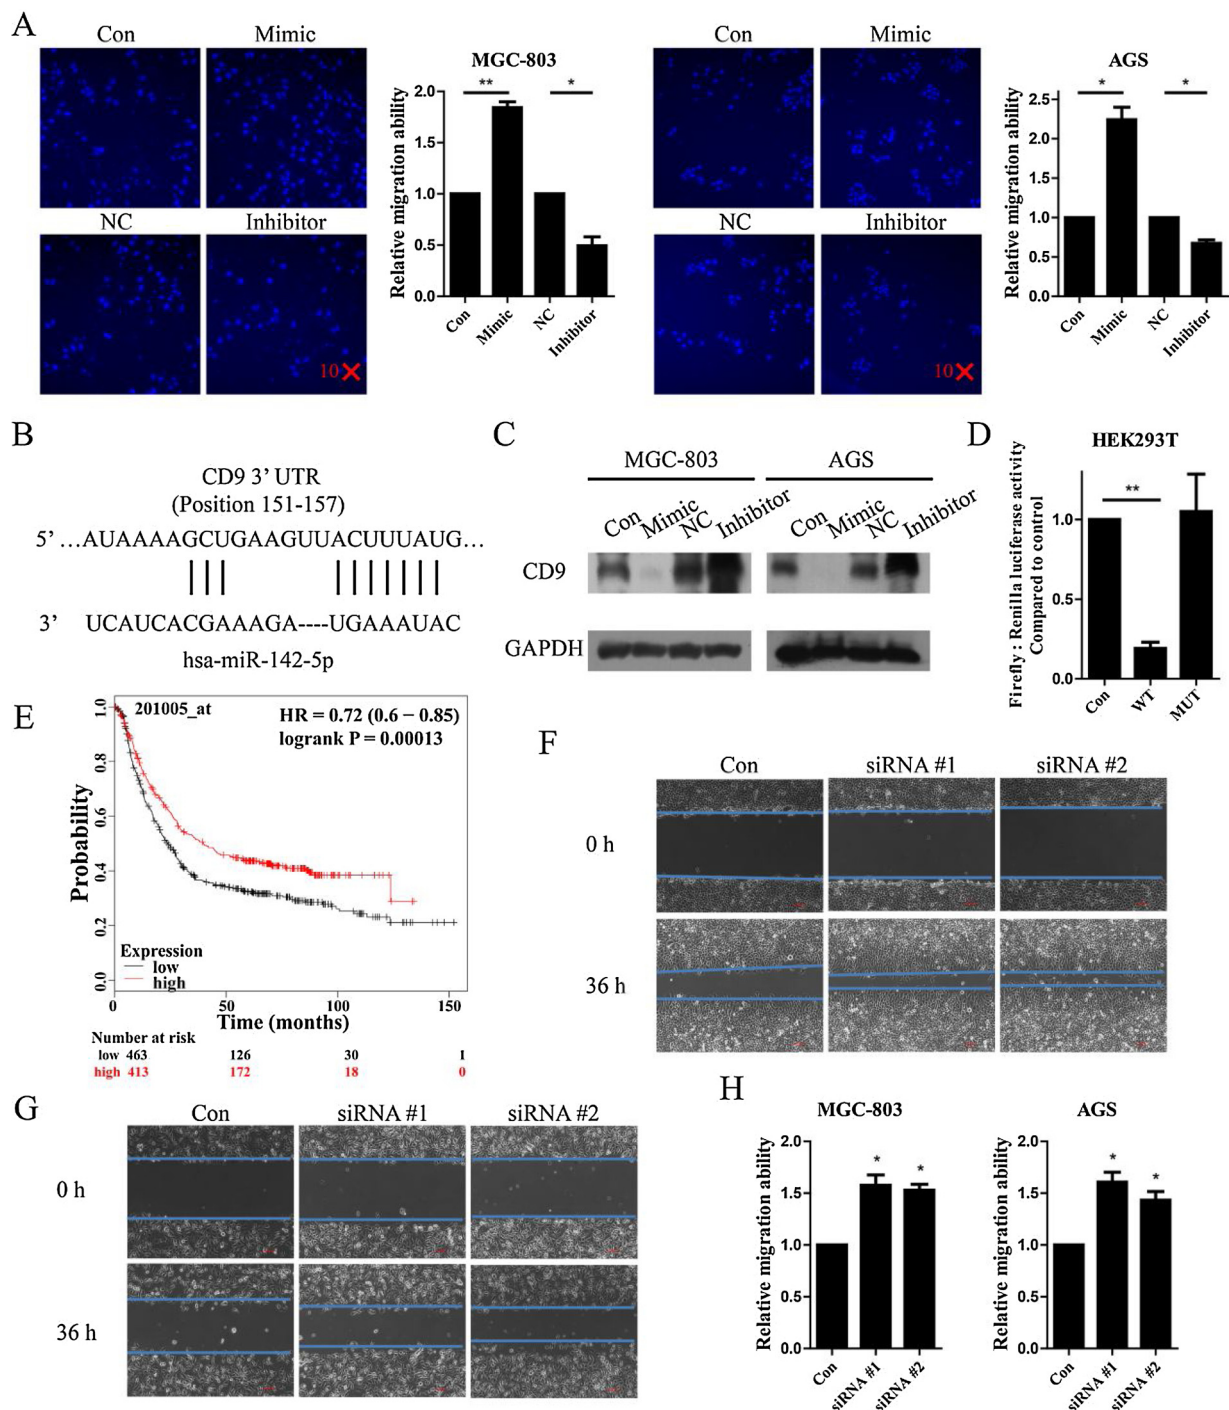 A
Con
Mimic
NC
Inhibitor
10 ×
MGC-803
Relative migration ability
2.0
1.5
1.0
0.5
0.0
**
*
Con
Mimic
NC
Inhibitor
Con
Mimic
NC
Inhibitor
10 ×
AGS
Relative migration ability
2.5
2.0
1.5
1.0
0.5
0.0
*
*
Con
Mimic
NC
Inhibitor
B
CD9 3’ UTR
(Position 151-157)
5’ …AUAAAAGCUGAAGUUACUUUAUG…
3’ UCAUCACGAAAGA----UGAAAUAC
hsa-miR-142-5p
C
MGC-803
AGS
Con
Mimic
NC
Inhibitor
Con
Mimic
NC
Inhibitor
CD9
GAPDH
D
HEK293T
Firefly : Renilla luciferase activity
Compared to control
1.0
0.5
0.0
**
Con
WT
MUT
E
201005_at
HR = 0.72 (0.6 − 0.85)
logrank P = 0.00013
Probability
1.0
0.8
0.6
0.4
0.2
0.0
Expression
low
high
0
50
100
150
Time (months)
Number at risk
low 463 126 30 1
high 413 172 18 0
F
Con
siRNA #1
siRNA #2
0 h
36 h
G
Con
siRNA #1
siRNA #2
0 h
36 h
H
MGC-803
Relative migration ability
2.0
1.5
1.0
0.5
0.0
*
*
Con
siRNA #1
siRNA #2
AGS
Relative migration ability
2.0
1.5
1.0
0.5
0.0
*
*
Con
siRNA #1
siRNA #2